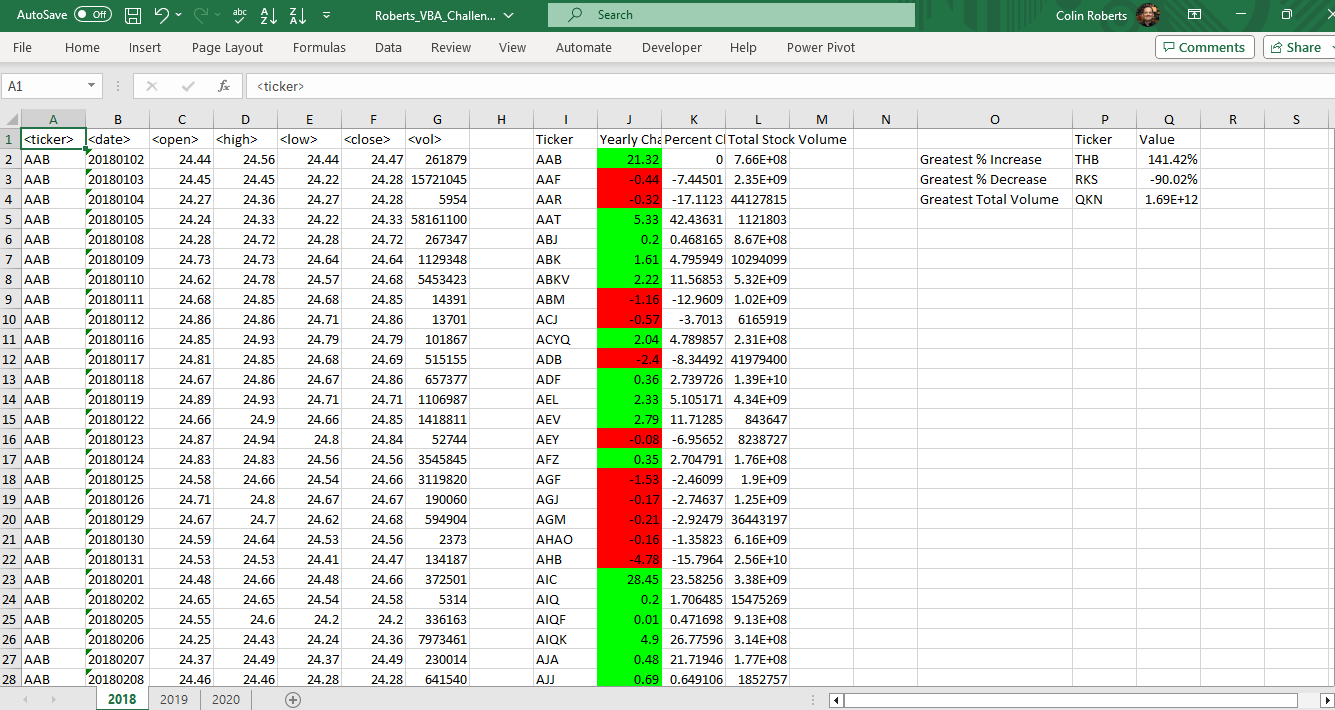 AutoSave Off abc Roberts_VBA_Challen... Search Colin Roberts
File Home Insert Page Layout Formulas Data Review View Automate Developer Help Power Pivot Comments Share
A1 fx <ticker>
A B C D E F G H I J K L M N O P Q R S
1 <ticker> <date> <open> <high> <low> <close> <vol> Ticker Yearly Cha Percent Cl Total Stock Volume Ticker Value
2 AAB 20180102 24.44 24.56 24.44 24.47 261879 AAB 21.32 0 7.66E+08 Greatest % Increase THB 141.42%
3 AAB 20180103 24.45 24.45 24.22 24.28 15721045 AAF -0.44 -7.44501 2.35E+09 Greatest % Decrease RKS -90.02%
4 AAB 20180104 24.27 24.36 24.27 24.28 5954 AAR -0.32 -17.1123 44127815 Greatest Total Volume QKN 1.69E+12
5 AAB 20180105 24.24 24.33 24.22 24.33 58161100 AAT 5.33 42.43631 1121803
6 AAB 20180108 24.28 24.72 24.28 24.72 267347 ABJ 0.2 0.468165 8.67E+08
7 AAB 20180109 24.73 24.73 24.64 24.64 1129348 ABK 1.61 4.795949 10294099
8 AAB 20180110 24.62 24.78 24.57 24.68 5453423 ABKV 2.22 11.56853 5.32E+09
9 AAB 20180111 24.68 24.85 24.68 24.85 14391 ABM -1.16 -12.9609 1.02E+09
10 AAB 20180112 24.86 24.86 24.71 24.86 13701 ACJ -0.57 -3.7013 6165919
11 AAB 20180116 24.85 24.93 24.79 24.79 101867 ACYQ 2.04 4.789857 2.31E+08
12 AAB 20180117 24.81 24.85 24.68 24.69 515155 ADB -2.4 -8.34492 41979400
13 AAB 20180118 24.67 24.86 24.67 24.86 657377 ADF 0.36 2.739726 1.39E+10
14 AAB 20180119 24.89 24.93 24.71 24.71 1106987 AEL 2.33 5.105171 4.34E+09
15 AAB 20180122 24.66 24.9 24.66 24.85 1418811 AEV 2.79 11.71285 843647
16 AAB 20180123 24.87 24.94 24.8 24.84 52744 AEY -0.08 -6.95652 8238727
17 AAB 20180124 24.83 24.83 24.56 24.56 3545845 AFZ 0.35 2.704791 1.76E+08
18 AAB 20180125 24.58 24.66 24.54 24.66 3119820 AGF -1.53 -2.46099 1.9E+09
19 AAB 20180126 24.71 24.8 24.67 24.67 190060 AGJ -0.17 -2.74637 1.25E+09
20 AAB 20180129 24.67 24.7 24.62 24.68 594904 AGM -0.21 -2.92479 36443197
21 AAB 20180130 24.59 24.64 24.53 24.56 2373 AHAO -0.16 -1.35823 6.16E+09
22 AAB 20180131 24.53 24.53 24.41 24.47 134187 AHB -4.78 -15.7964 2.56E+10
23 AAB 20180201 24.48 24.66 24.48 24.66 372501 AIC 28.45 23.58256 3.38E+09
24 AAB 20180202 24.65 24.65 24.54 24.58 5314 AIQ 0.2 1.706485 15475269
25 AAB 20180205 24.55 24.6 24.2 24.2 336163 AIQF 0.01 0.471698 9.13E+08
26 AAB 20180206 24.25 24.43 24.24 24.36 7973461 AIQK 4.9 26.77596 3.14E+08
27 AAB 20180207 24.37 24.49 24.37 24.49 230014 AJA 0.48 21.71946 1.77E+08
28 AAB 20180208 24.46 24.46 24.28 24.28 641540 AJJ 0.69 0.649106 1852757
2018 2019 2020